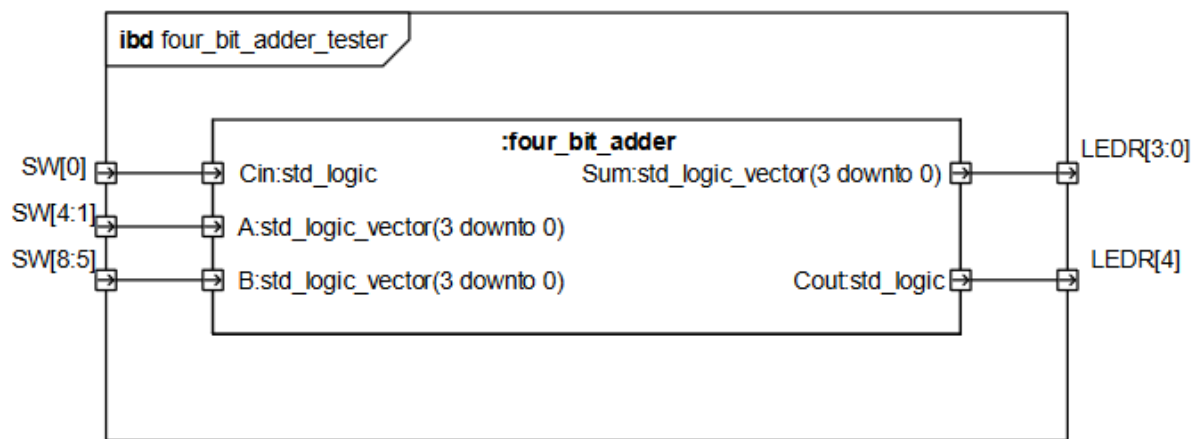 ibd four_bit_adder_tester
:four_bit_adder
SW[0]
Cin:std_logic
Sum:std_logic_vector(3 downto 0)
LEDR[3:0]
SW[4:1]
A:std_logic_vector(3 downto 0)
SW[8:5]
B:std_logic_vector(3 downto 0)
Cout:std_logic
LEDR[4]